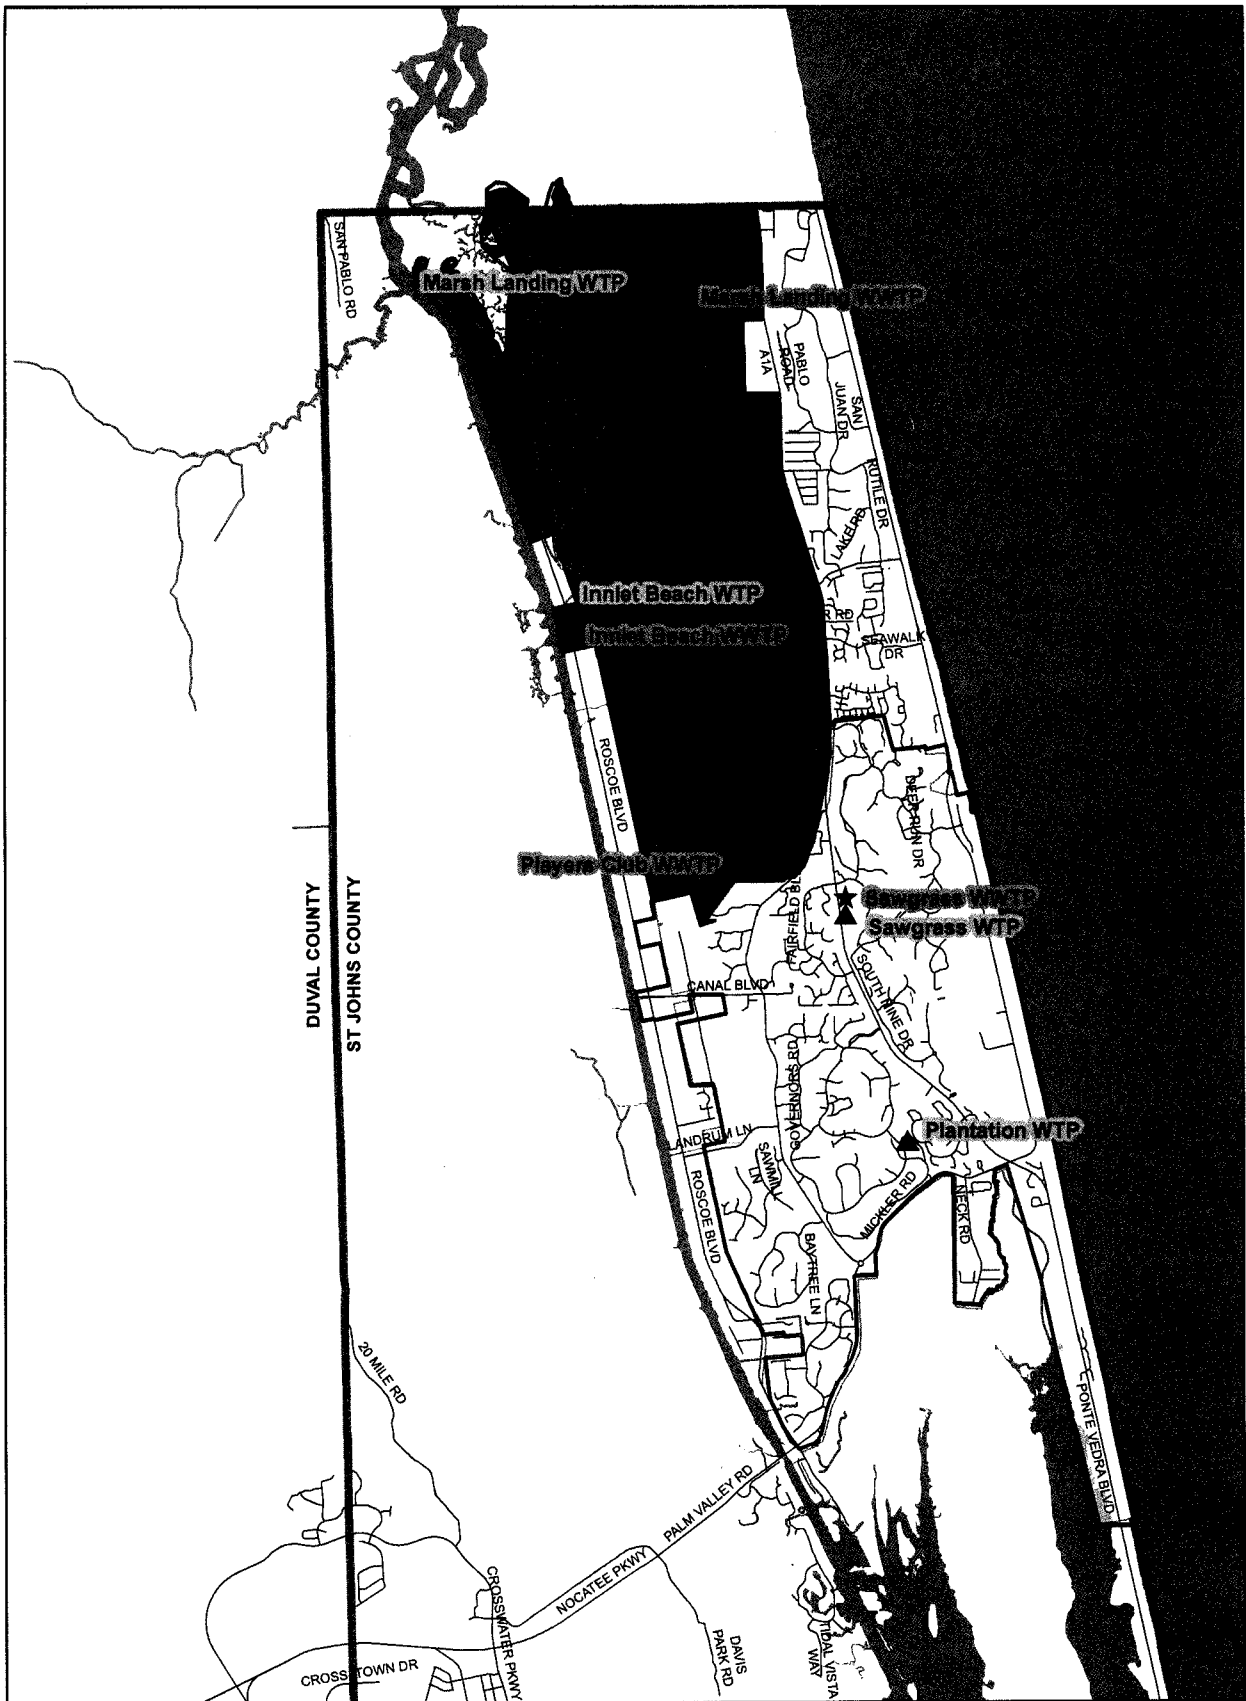 SAN PABLO RD
Marsh Landing WTP
Marsh Landing WWTP
PABLO
ROAD
A1A
SAN
JUAN DR
RUTILE DR
LAKE RD
Innlet Beach WTP
Innlet Beach WWTP
R RD
SEAWALK
DR
ROSCOE BLVD
DEER RUN DR
Players Club WWTP
FAIRFIELD BL
Sawgrass WWTP
Sawgrass WTP
DUVAL COUNTY
ST JOHNS COUNTY
CANAL BLVD
SOUTH NINE DR
GOVERNORS RD
LANDRUM LN
Plantation WTP
SAWMILL
LN
ROSCOE BLVD
MICKLER RD
NECK RD
BAYTREE LN
20 MILE RD
PONTE VEDRA BLVD
PALM VALLEY RD
NOCATEE PKWY
CROSSWATER PKWY
DAVIS
PARK RD
TIDAL VISTA
WAY
CROSSTOWN DR